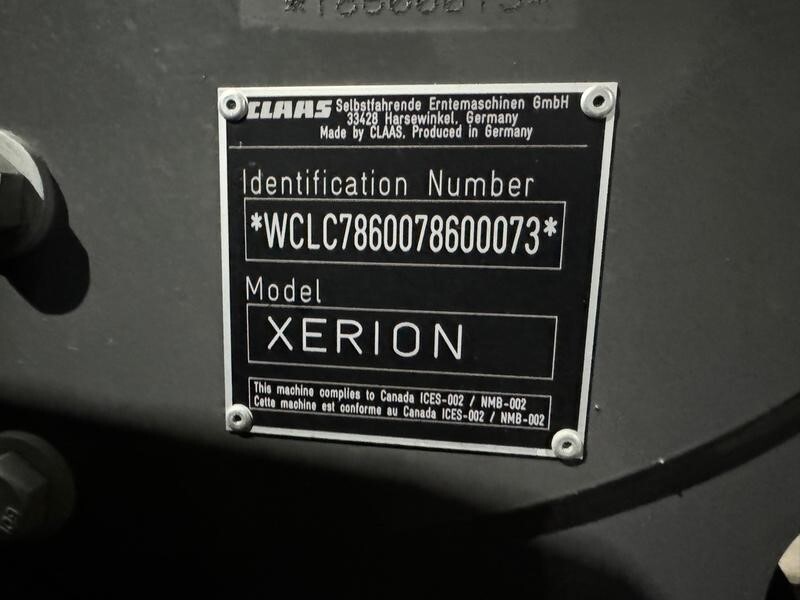 CLAAS Selbstfahrende Erntemaschinen GmbH
33428 Harsewinkel, Germany
Made by CLAAS, Produced in Germany
Identification Number
*WCLC7860078600073*
Model
XERION
This machine complies to Canada ICES-002 / NMB-002
Cette machine est conforme au Canada ICES-002 / NMB-002